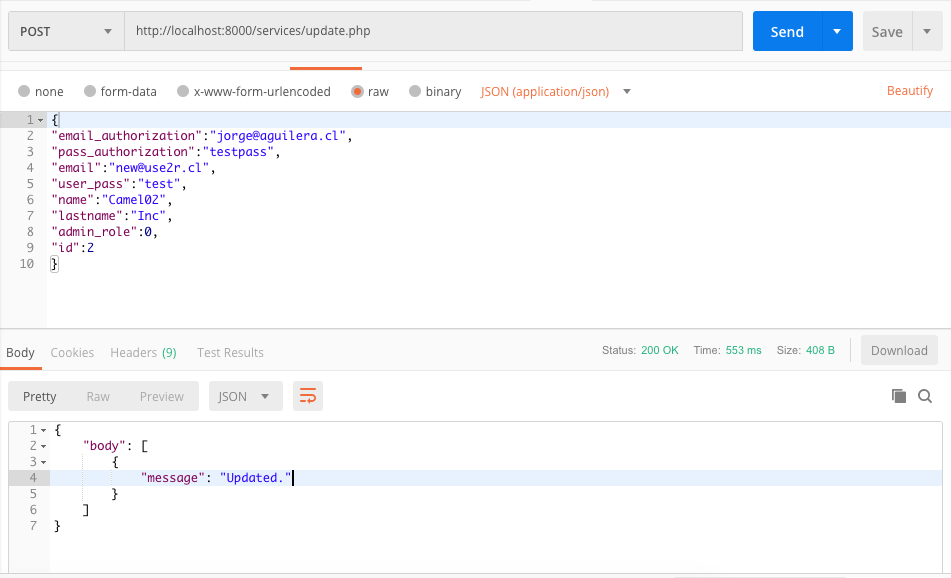 POST http://localhost:8000/services/update.php Send Save
none form-data x-www-form-urlencoded raw binary JSON (application/json) Beautify
1 {
2 "email_authorization":"jorge@aguilera.cl",
3 "pass_authorization":"testpass",
4 "email":"new@use2r.cl",
5 "user_pass":"test",
6 "name":"Camel02",
7 "lastname":"Inc",
8 "admin_role":0,
9 "id":2
10 }
Body Cookies Headers (9) Test Results Status: 200 OK Time: 553 ms Size: 408 B Download
Pretty Raw Preview JSON
1 {
2 "body": [
3 {
4 "message": "Updated."
5 }
6 ]
7 }